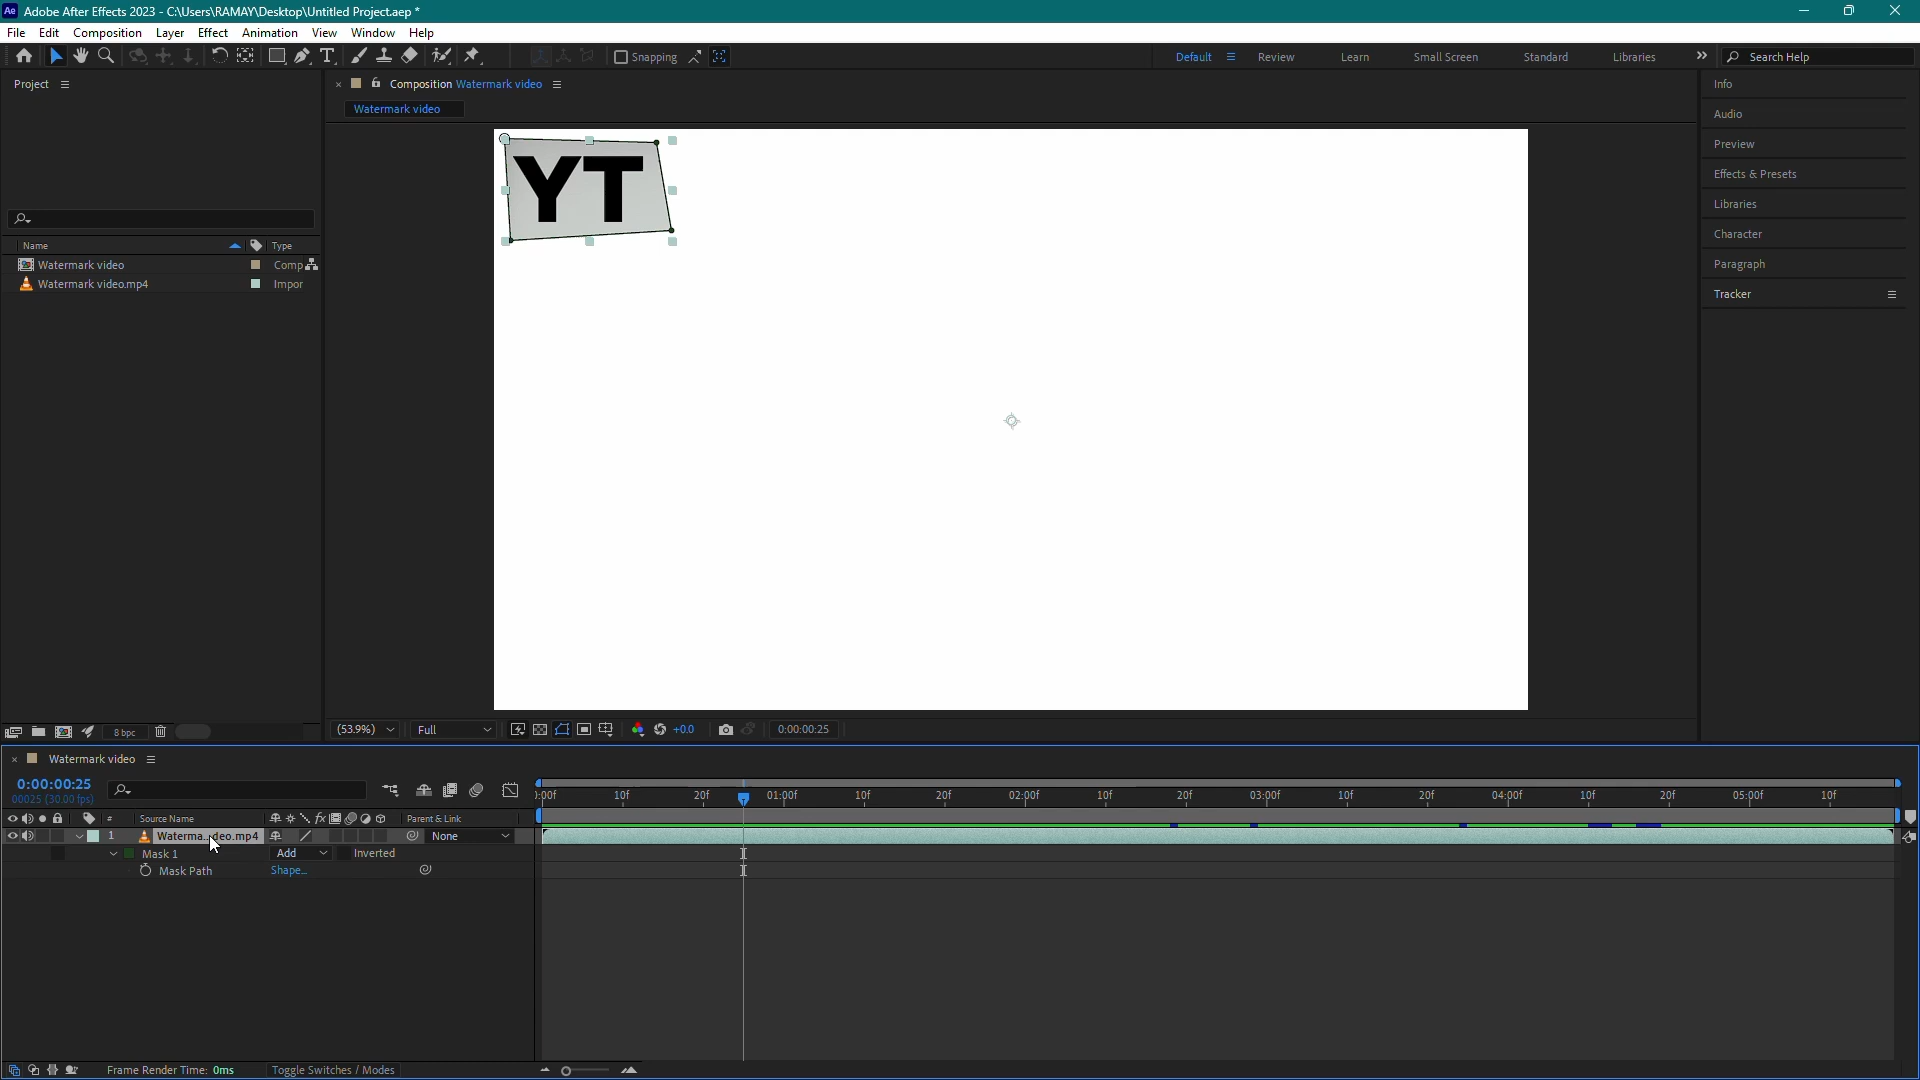 Ae Adobe After Effects 2023 - C:\Users\RAMAY\Desktop\Untitled Project.aep *
File Edit Composition Layer Effect Animation View Window Help
Snapping Default Review Learn Small Screen Standard Libraries Search Help
Project
Composition Watermark video
Watermark video
YT
Name Type
Watermark video Comp
Watermark video.mp4 Impor
Info
Audio
Preview
Effects & Presets
Libraries
Character
Paragraph
Tracker
8 bpc
(53.9%) Full +0.0 0:00:00:25
Watermark video
0:00:00:25
00025 (30.00 fps)
):00f 10f 20f 01:00f 10f 20f 02:00f 10f 20f 03:00f 10f 20f 04:00f 10f 20f 05:00f 10f
# Source Name fx Parent & Link
1 Waterma...deo.mp4 None
Mask 1 Add Inverted
Mask Path Shape...
Frame Render Time: 0ms Toggle Switches / Modes